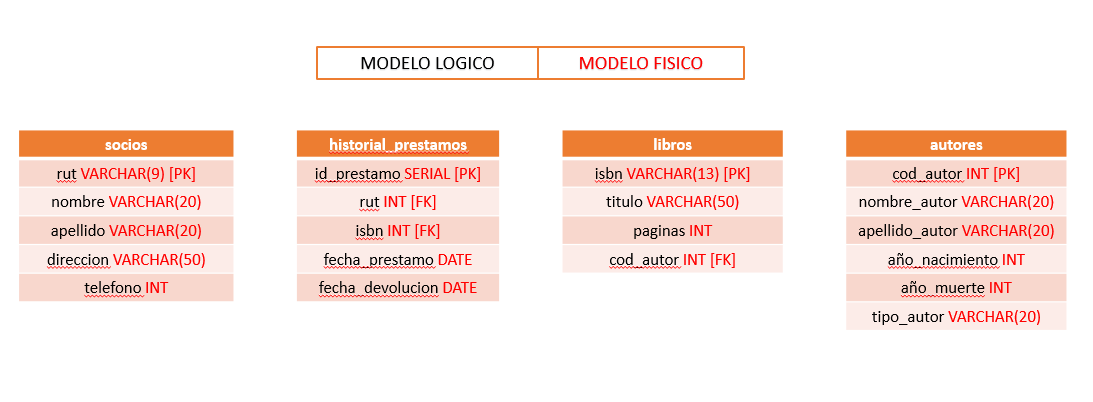 MODELO LOGICO
MODELO FISICO
socios
rut VARCHAR(9) [PK]
nombre VARCHAR(20)
apellido VARCHAR(20)
direccion VARCHAR(50)
telefono INT
historial_prestamos
id_prestamo SERIAL [PK]
rut INT [FK]
isbn INT [FK]
fecha_prestamo DATE
fecha_devolucion DATE
libros
isbn VARCHAR(13) [PK]
titulo VARCHAR(50)
paginas INT
cod_autor INT [FK]
autores
cod_autor INT [PK]
nombre_autor VARCHAR(20)
apellido_autor VARCHAR(20)
año_nacimiento INT
año_muerte INT
tipo_autor VARCHAR(20)